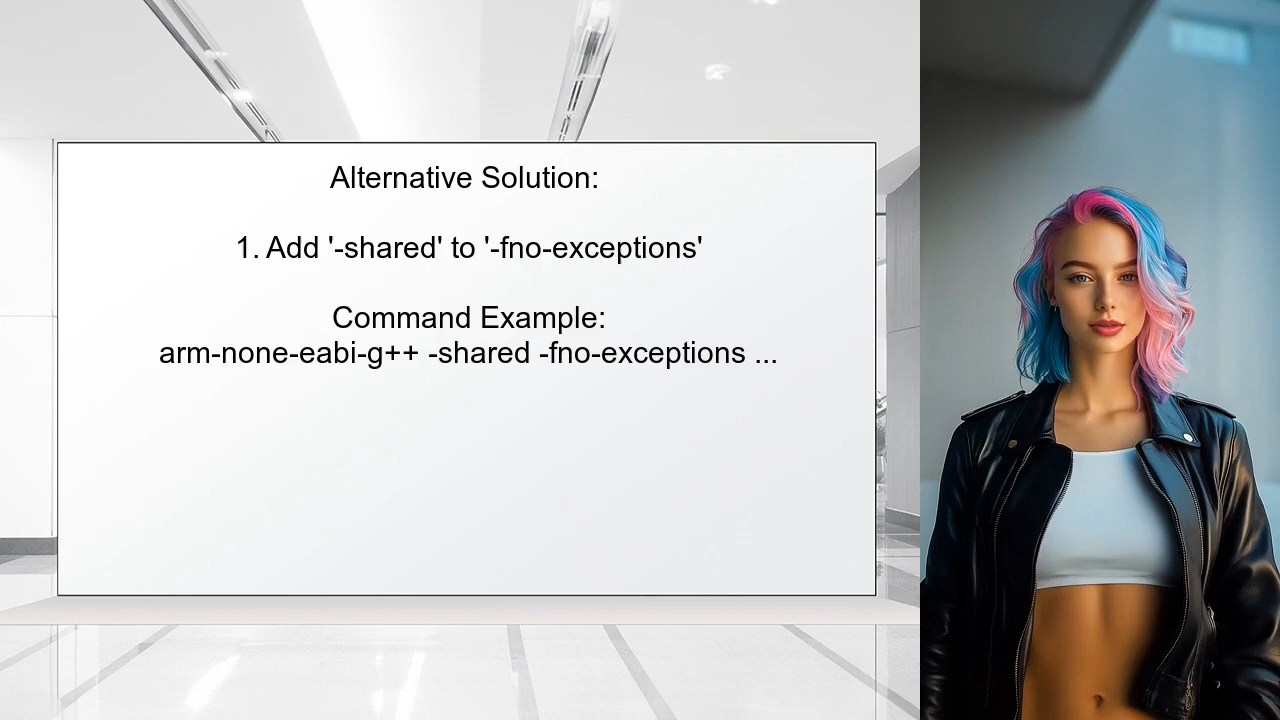 Alternative Solution:
1. Add '-shared' to '-fno-exceptions'
Command Example:
arm-none-eabi-g++ -shared -fno-exceptions ...